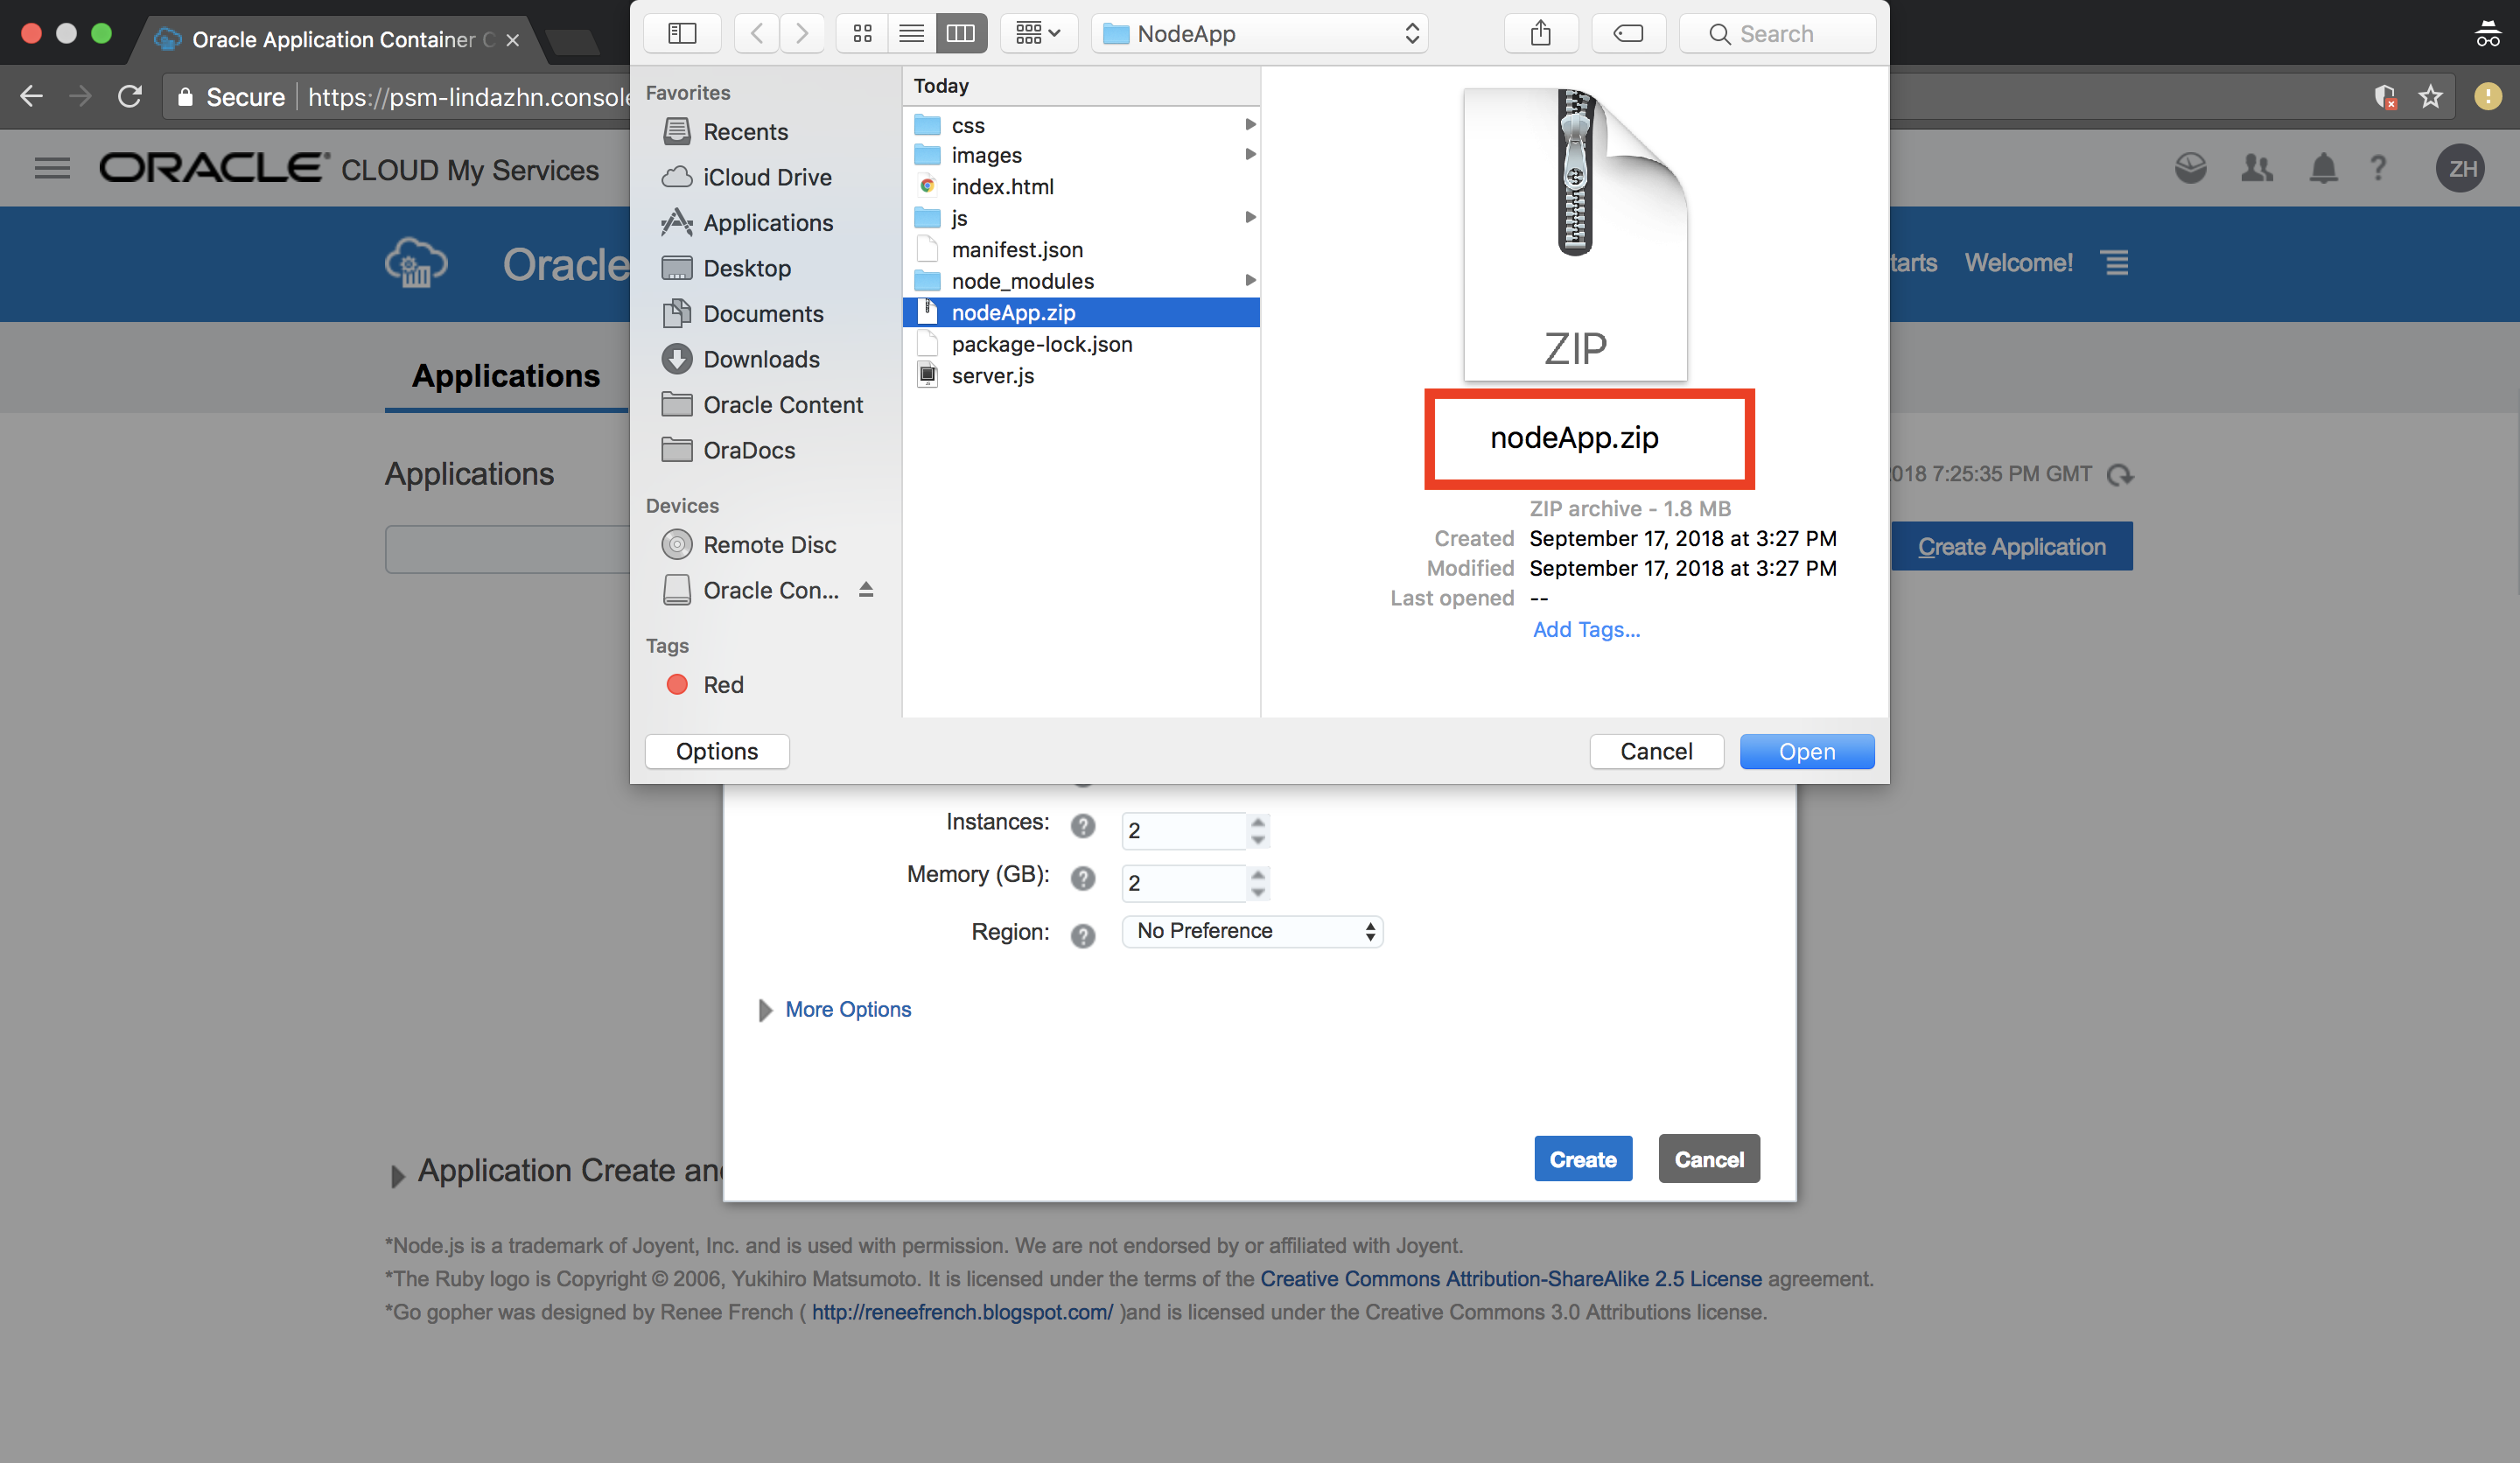 Oracle Application Container C
Secure
https://psm-lindazhn.console
NodeApp
Search
ORACLE CLOUD My Services
?
ZH
Oracle
tarts
Welcome!
Applications
Applications
2018 7:25:35 PM GMT
Create Application
Favorites
Recents
iCloud Drive
Applications
Desktop
Documents
Downloads
Oracle Content
OraDocs
Devices
Remote Disc
Oracle Con...
Tags
Red
Today
css
images
index.html
js
manifest.json
node_modules
nodeApp.zip
package-lock.json
server.js
ZIP
nodeApp.zip
ZIP archive - 1.8 MB
Created September 17, 2018 at 3:27 PM
Modified September 17, 2018 at 3:27 PM
Last opened --
Add Tags...
Options
Cancel
Open
Instances: ? 2
Memory (GB): ? 2
Region: ? No Preference
More Options
Create
Cancel
Application Create and
*Node.js is a trademark of Joyent, Inc. and is used with permission. We are not endorsed by or affiliated with Joyent.
*The Ruby logo is Copyright © 2006, Yukihiro Matsumoto. It is licensed under the terms of the Creative Commons Attribution-ShareAlike 2.5 License agreement.
*Go gopher was designed by Renee French ( http://reneefrench.blogspot.com/ )and is licensed under the Creative Commons 3.0 Attributions license.